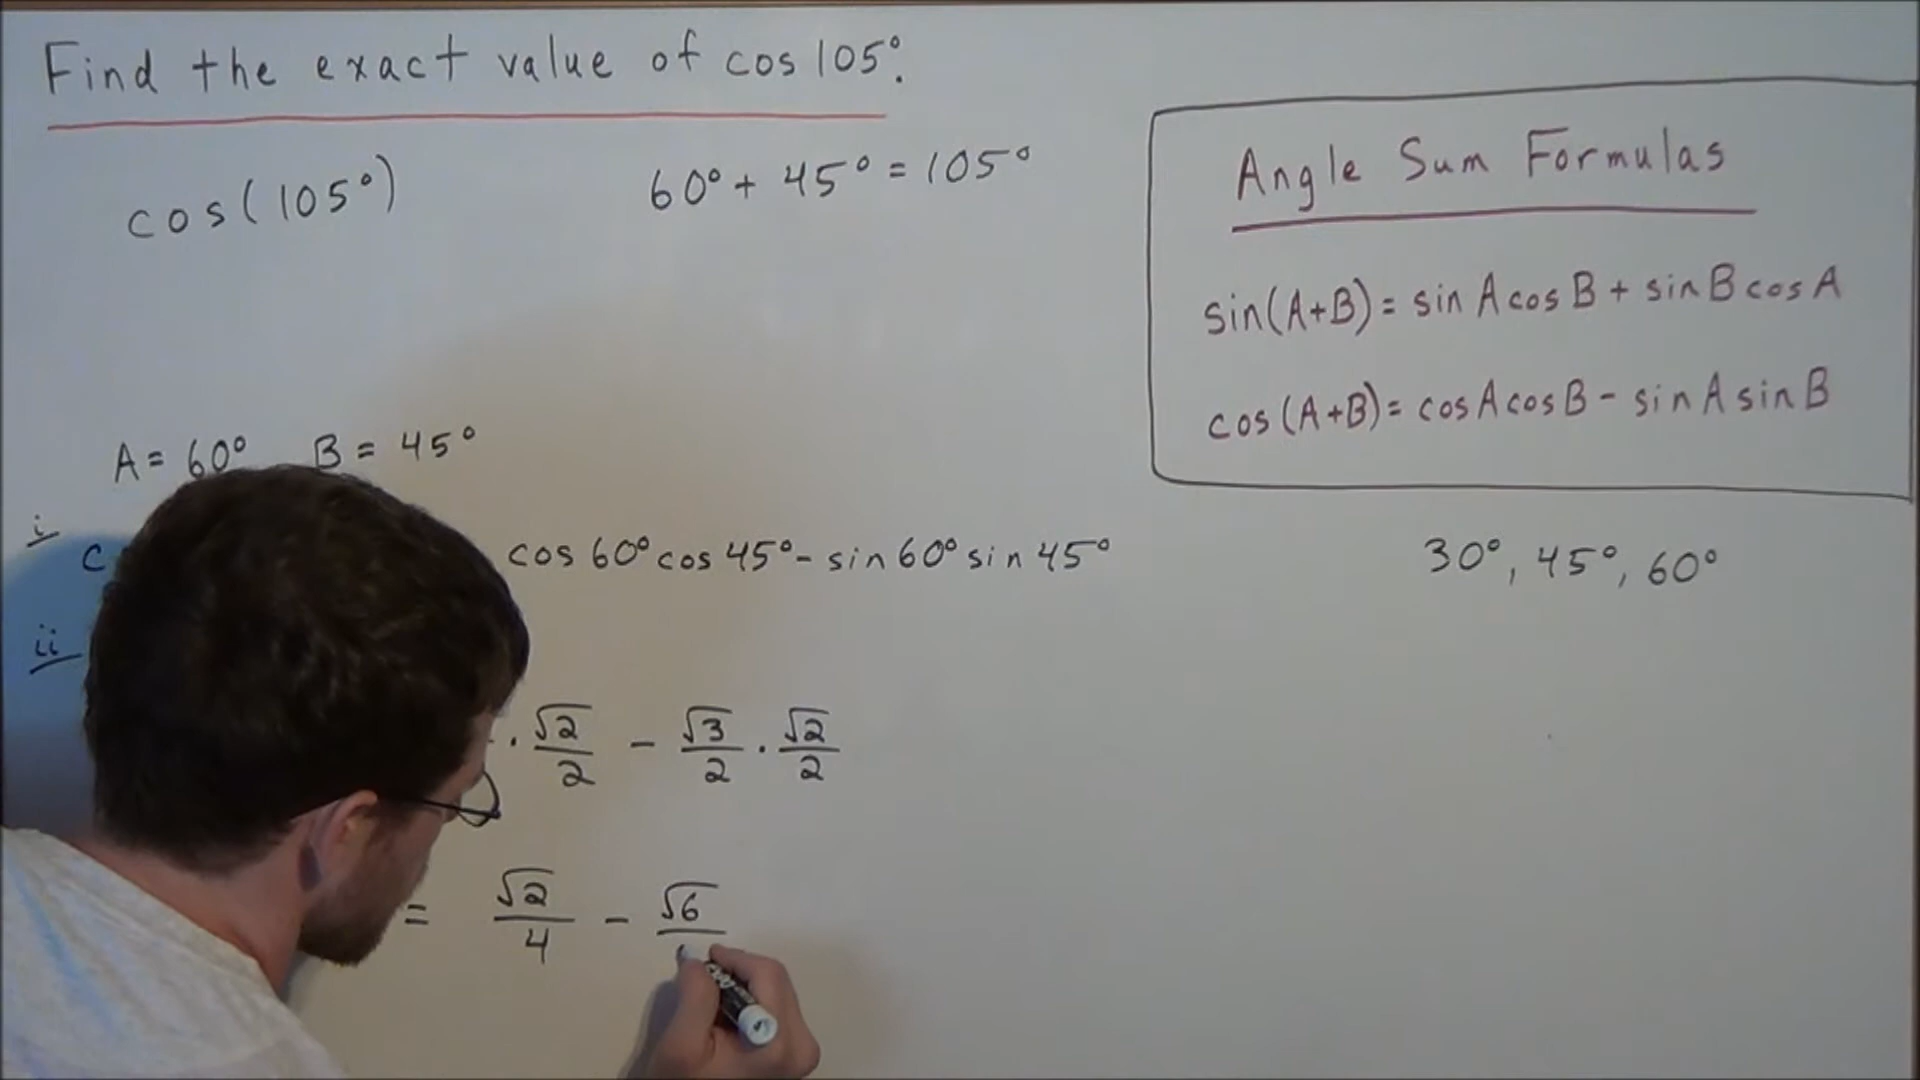 Find the exact value of cos 105°.
cos(105°)
60° + 45° = 105°
Angle Sum Formulas
sin(A+B) = sin A cos B + sin B cos A
cos(A+B) = cos A cos B - sin A sin B
A = 60° B = 45°
i c cos 60° cos 45° - sin 60° sin 45°
30°, 45°, 60°
ii
· √2/2 - √3/2 · √2/2
= √2/4 - √6/